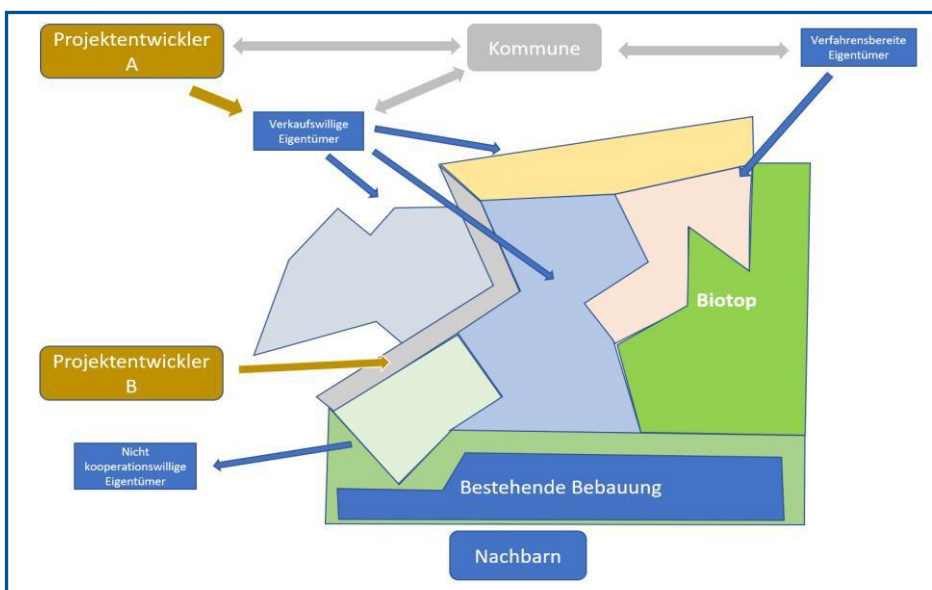 Projektentwickler
A
Kommune
Verfahrensbereite
Eigentümer
Verkaufswillige
Eigentümer
Biotop
Projektentwickler
B
Nicht
kooperationswillige
Eigentümer
Bestehende Bebauung
Nachbarn